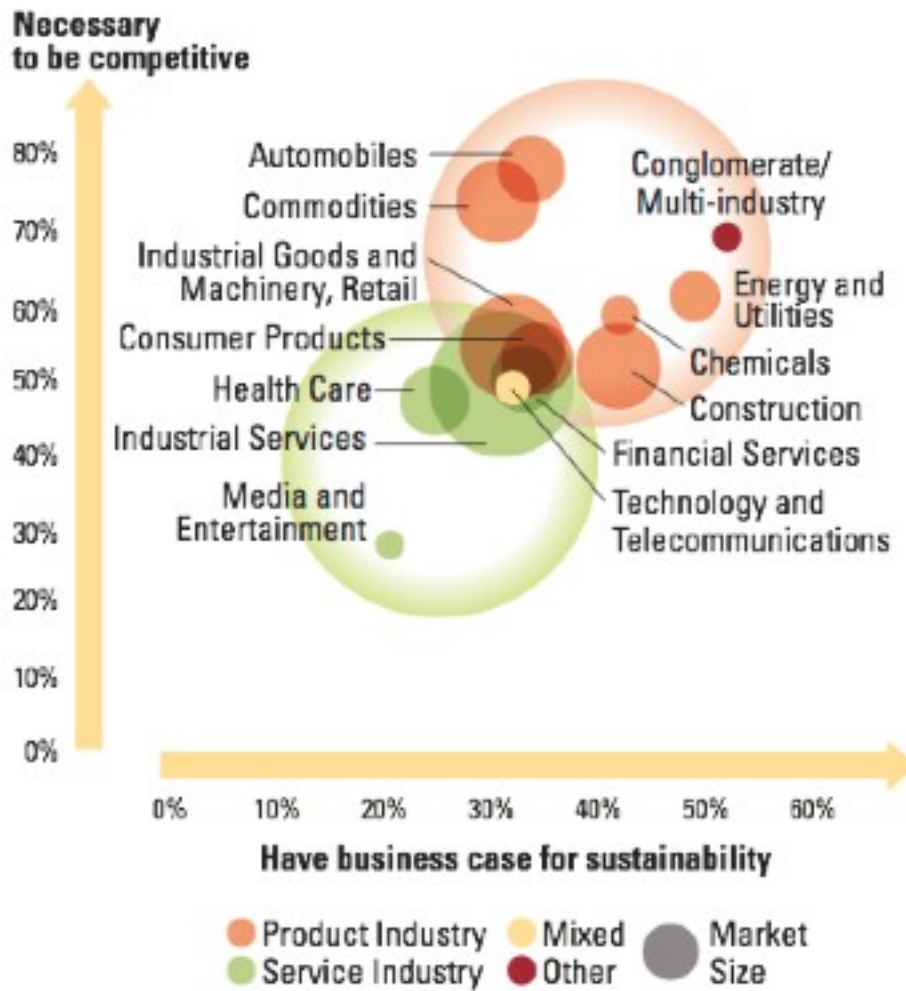 Necessary
to be competitive
80%
70%
60%
50%
40%
30%
20%
10%
0%
Automobiles
Commodities
Industrial Goods and
Machinery, Retail
Consumer Products
Health Care
Industrial Services
Media and
Entertainment
Conglomerate/
Multi-industry
Energy and
Utilities
Chemicals
Construction
Financial Services
Technology and
Telecommunications
0% 10% 20% 30% 40% 50% 60%
Have business case for sustainability
Product Industry
Service Industry
Mixed
Other
Market
Size